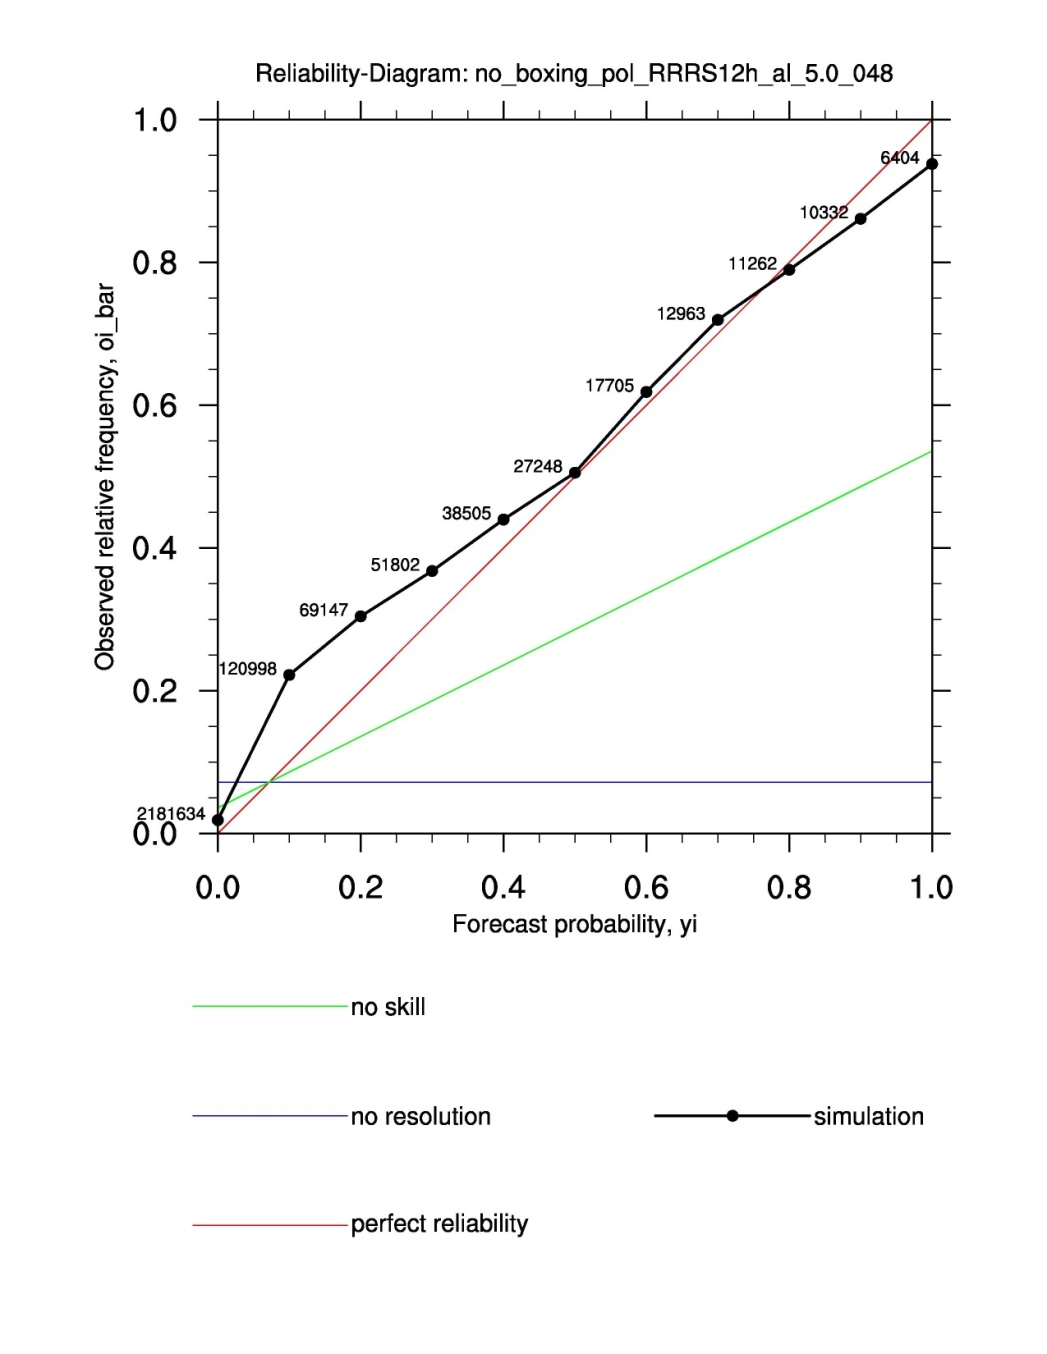 Reliability-Diagram: no_boxing_pol_RRRS12h_al_5.0_048
1.0
6404
10332
0.8
11262
12963
0.6
17705
27248
38505
0.4
51802
69147
120998
0.2
2181634
0.0
Observed relative frequency, oi_bar
0.0 0.2 0.4 0.6 0.8 1.0
Forecast probability, yi
no skill
no resolution
simulation
perfect reliability